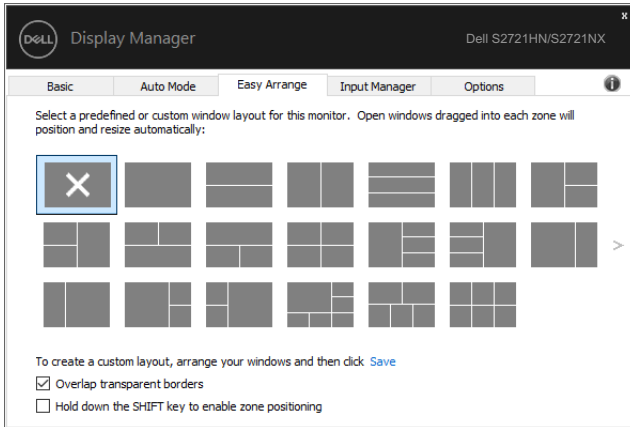 x
DELL Display Manager
Dell S2721HN/S2721NX
Basic Auto Mode Easy Arrange Input Manager Options
Select a predefined or custom window layout for this monitor. Open windows dragged into each zone will
position and resize automatically:
To create a custom layout, arrange your windows and then click Save
Overlap transparent borders
Hold down the SHIFT key to enable zone positioning